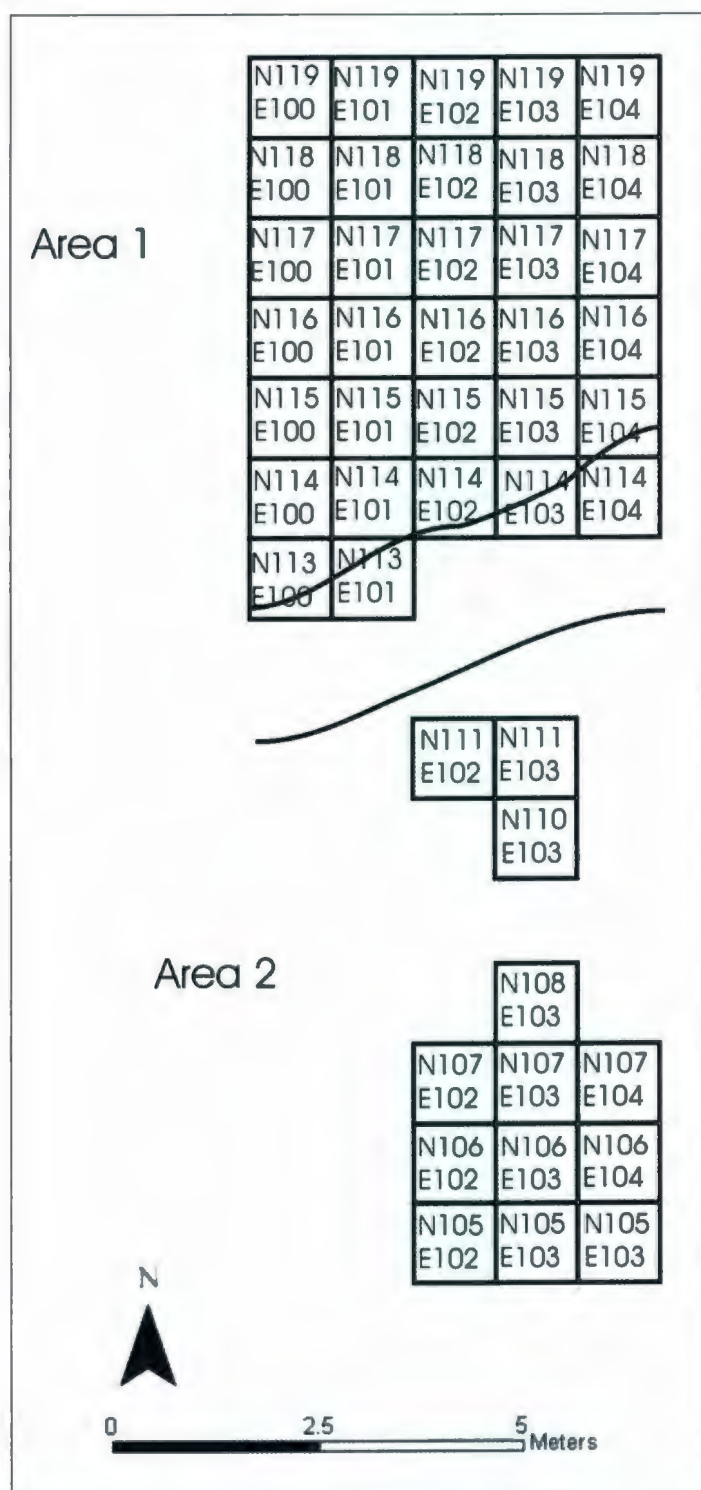 N119 N119 N119 N119 N119
E100 E101 E102 E103 E104
N118 N118 N118 N118 N118
E100 E101 E102 E103 E104
Area 1
N117 N117 N117 N117 N117
E100 E101 E102 E103 E104
N116 N116 N116 N116 N116
E100 E101 E102 E103 E104
N115 N115 N115 N115 N115
E100 E101 E102 E103 E104
N114 N114 N114 N114 N114
E100 E101 E102 E103 E104
N113 N113
E100 E101
N111 N111
E102 E103
N110
E103
Area 2
N108
E103
N107 N107 N107
E102 E103 E104
N106 N106 N106
E102 E103 E104
N105 N105 N105
E102 E103 E103
N
0 2.5 5
Meters